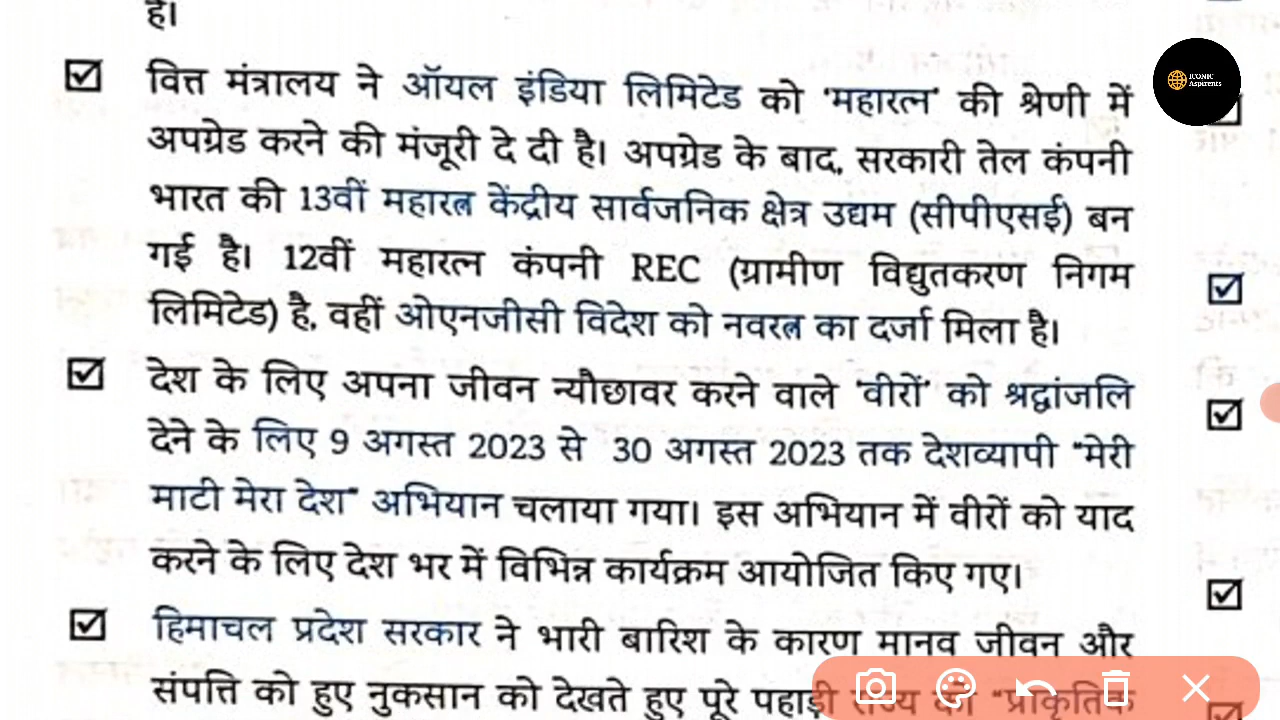 है।
वित्त मंत्रालय ने ऑयल इंडिया लिमिटेड को 'महारत्न' की श्रेणी में
अपग्रेड करने की मंजूरी दे दी है। अपग्रेड के बाद, सरकारी तेल कंपनी
भारत की 13वीं महारत्न केंद्रीय सार्वजनिक क्षेत्र उद्यम (सीपीएसई) बन
गई है। 12वीं महारत्न कंपनी REC (ग्रामीण विद्युतकरण निगम
लिमिटेड) है, वहीं ओएनजीसी विदेश को नवरत्न का दर्जा मिला है।
देश के लिए अपना जीवन न्यौछावर करने वाले 'वीरों' को श्रद्धांजलि
देने के लिए 9 अगस्त 2023 से 30 अगस्त 2023 तक देशव्यापी "मेरी
माटी मेरा देश" अभियान चलाया गया। इस अभियान में वीरों को याद
करने के लिए देश भर में विभिन्न कार्यक्रम आयोजित किए गए।
हिमाचल प्रदेश सरकार ने भारी बारिश के कारण मानव जीवन और
संपत्ति को हुए नुकसान को देखते हुए पूरे पहाड़ी राज्य को "प्राकृतिक
ICONIC
Aspirents